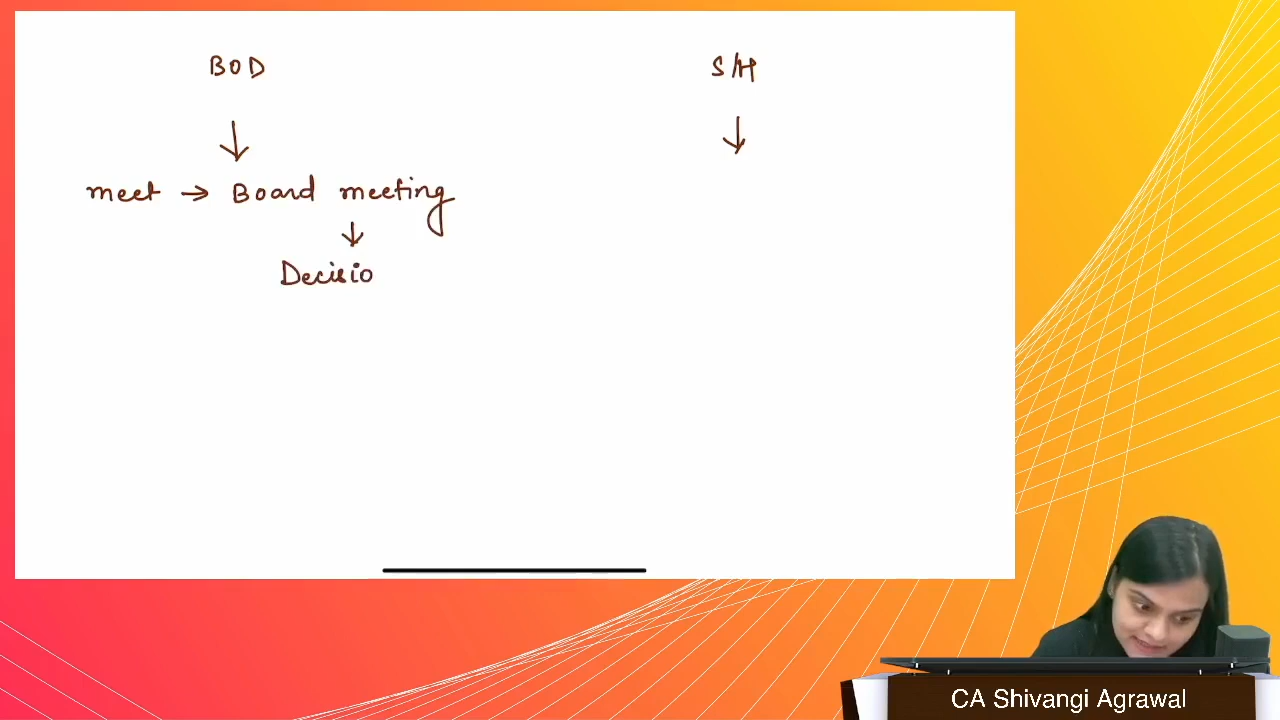 BOD
S/H
meet → Board meeting
Decisio
CA Shivangi Agrawal